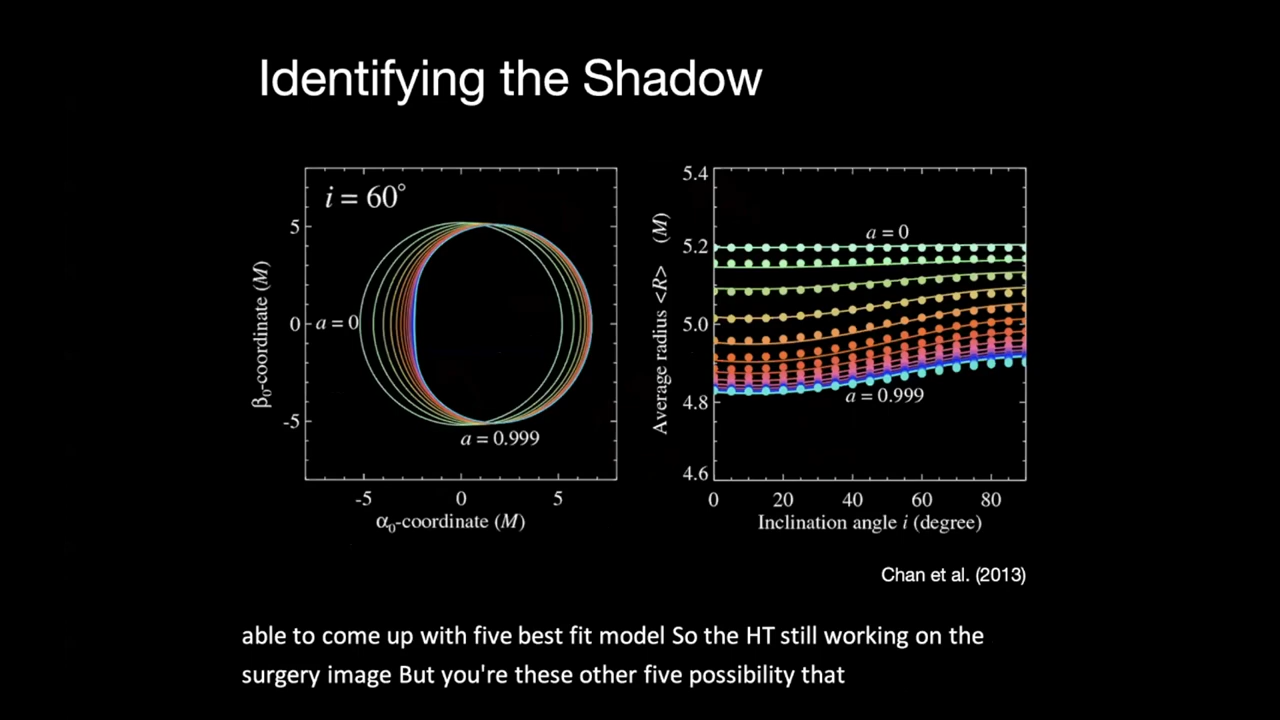 Identifying the Shadow
i = 60°
5
0
-5
β₀-coordinate (M)
a = 0
a = 0.999
-5 0 5
α₀-coordinate (M)
5.4
5.2
5.0
4.8
4.6
Average radius <R> (M)
a = 0
a = 0.999
0 20 40 60 80
Inclination angle i (degree)
Chan et al. (2013)
able to come up with five best fit model So the HT still working on the
surgery image But you're these other five possibility that